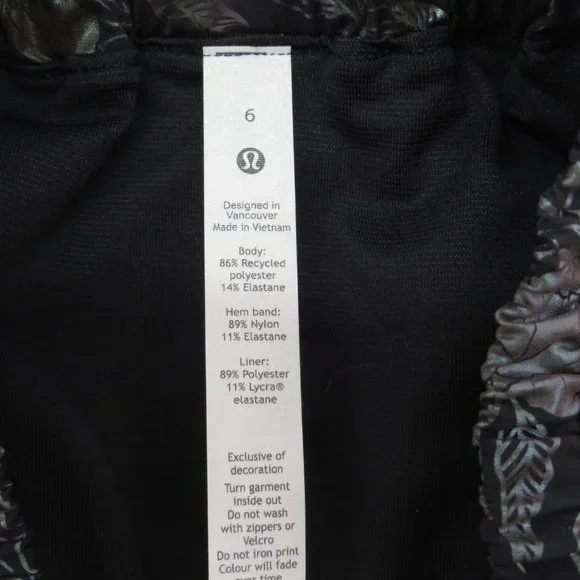 6
Designed in
Vancouver
Made in Vietnam
Body:
86% Recycled
polyester
14% Elastane
Hem band:
89% Nylon
11% Elastane
Liner:
89% Polyester
11% Lycra®
elastane
Exclusive of
decoration
Turn garment
inside out
Do not wash
with zippers or
Velcro
Do not iron print
Colour will fade
over time